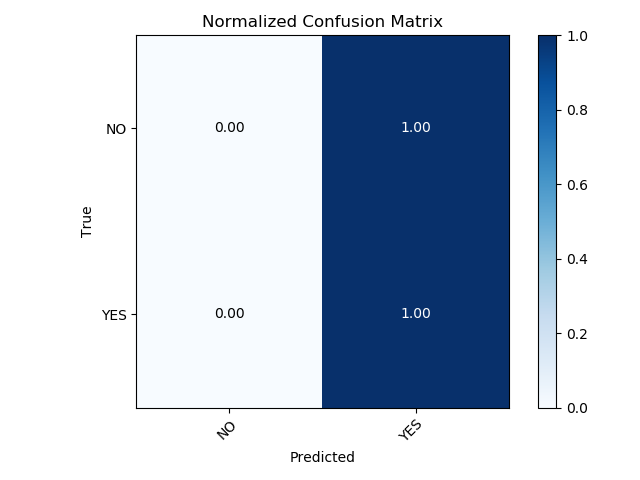 Normalized Confusion Matrix
NO
0.00
1.00
YES
0.00
1.00
NO
YES
True
Predicted
1.0
0.8
0.6
0.4
0.2
0.0